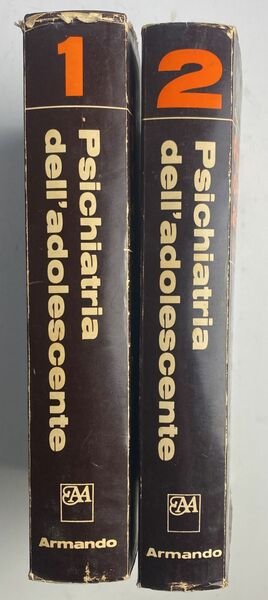 1
Psichiatria
dell'adolescente
AA
Armando
2
Psichiatria
dell'adolescente
AA
Armando